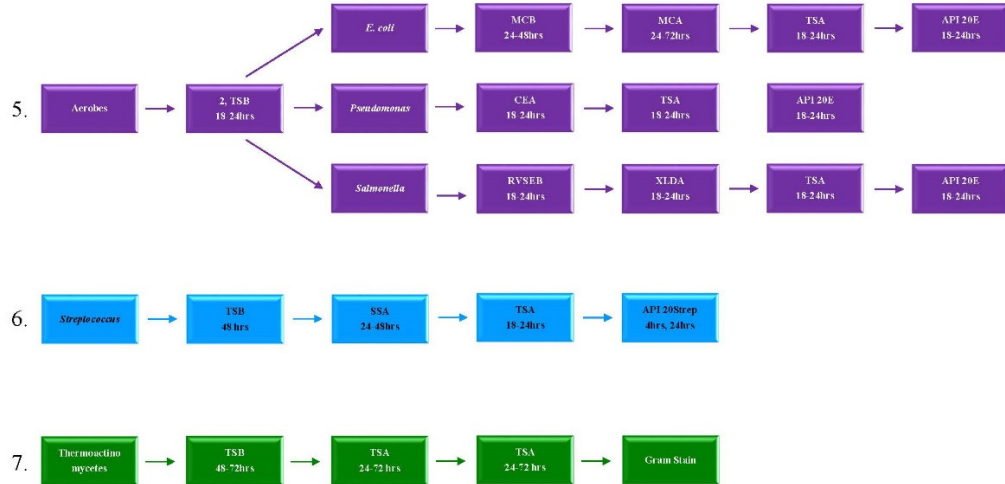 E. coli
MCB
24-48hrs
MCA
24-72hrs
TSA
18-24hrs
API 20E
18-24hrs
5.
Aerobes
2, TSB
18-24hrs
Pseudomonas
CEA
18-24hrs
TSA
18-24hrs
API 20E
18-24hrs
Salmonella
RVSEB
18-24hrs
XLDA
18-24hrs
TSA
18-24hrs
API 20E
18-24hrs
6.
Streptococcus
TSB
48 hrs
SSA
24-48hrs
TSA
18-24hrs
API 20Strep
4hrs, 24hrs
7.
Thermoactino
mycetes
TSB
48-72hrs
TSA
24-72 hrs
TSA
24-72 hrs
Gram Stain